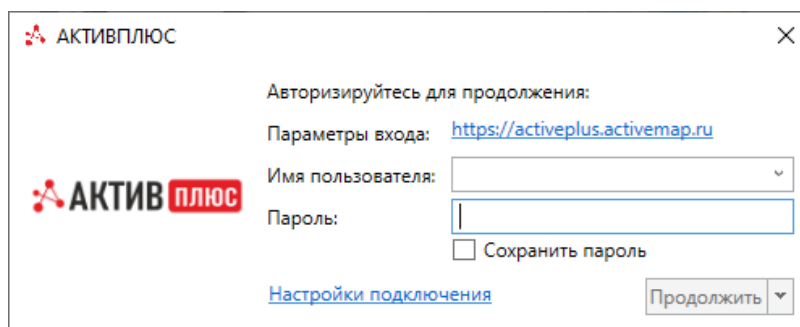 АКТИВПЛЮС
Авторизируйтесь для продолжения:
Параметры входа: https://activeplus.activemap.ru
Имя пользователя:
АКТИВ ПЛЮС
Пароль:
Сохранить пароль
Настройки подключения Продолжить